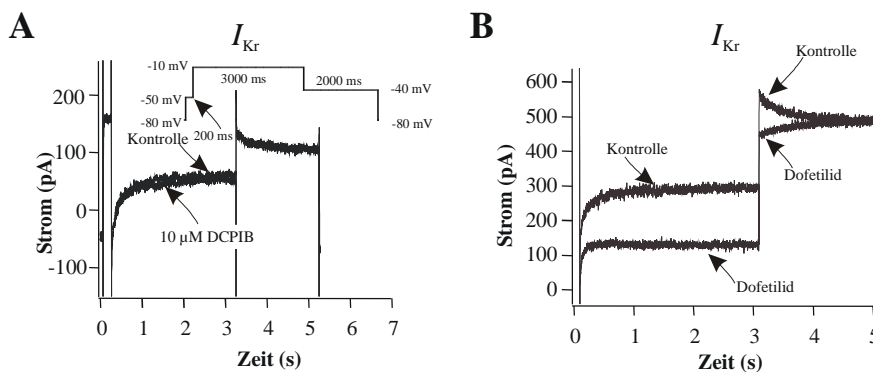 A
I_Kr
-10 mV
3000 ms
2000 ms
-50 mV
-40 mV
-80 mV
200 ms
-80 mV
Kontrolle
10 µM DCPIB
Strom (pA)
200
100
0
-100
0 1 2 3 4 5 6 7
Zeit (s)
B
I_Kr
Kontrolle
Kontrolle
Dofetilid
Dofetilid
Strom (pA)
600
500
400
300
200
100
0
0 1 2 3 4 5
Zeit (s)